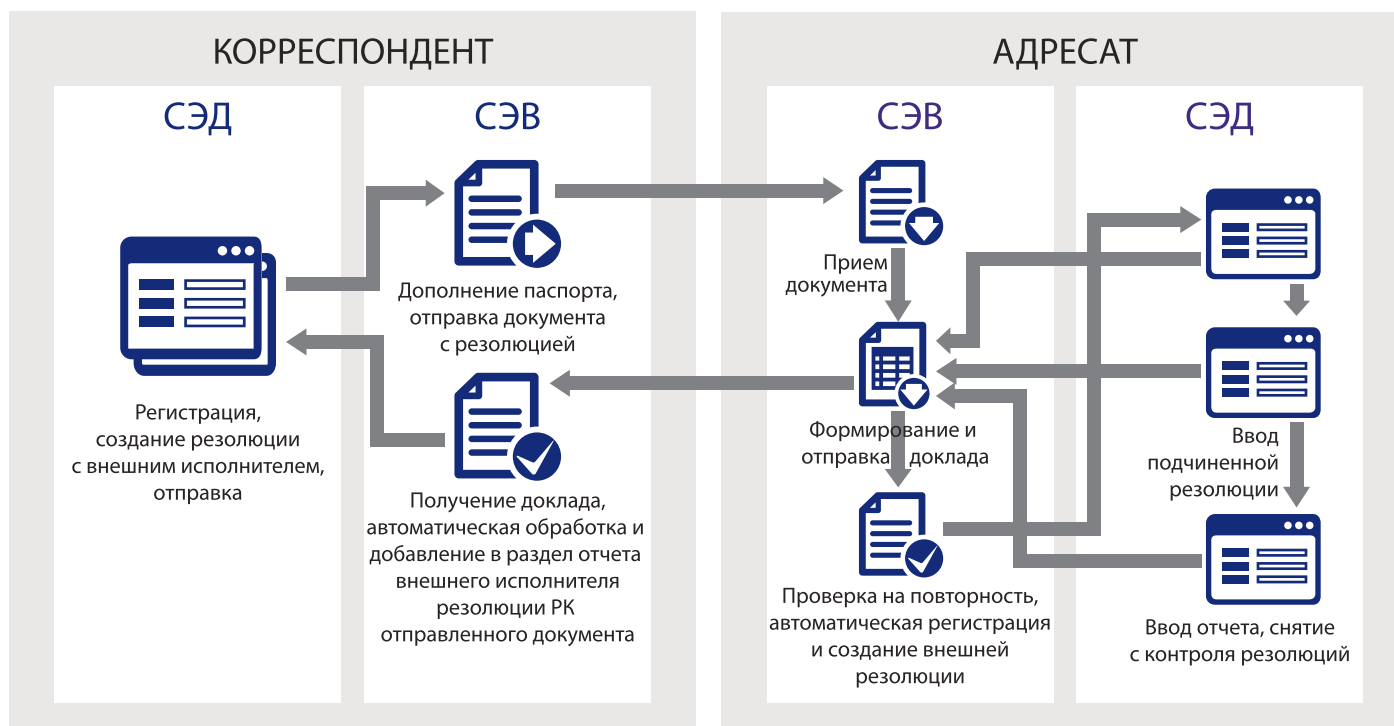 КОРРЕСПОНДЕНТ
СЭД
СЭВ
Дополнение паспорта,
отправка документа
с резолюцией
Регистрация,
создание резолюции
с внешним исполнителем,
отправка
Получение доклада,
автоматическая обработка и
добавление в раздел отчета
внешнего исполнителя
резолюции РК
отправленного документа
АДРЕСАТ
СЭВ
СЭД
Прием
документа
Формирование и
отправка доклада
Проверка на повторность,
автоматическая регистрация
и создание внешней
резолюции
Ввод
подчиненной
резолюции
Ввод отчета, снятие
с контроля резолюций